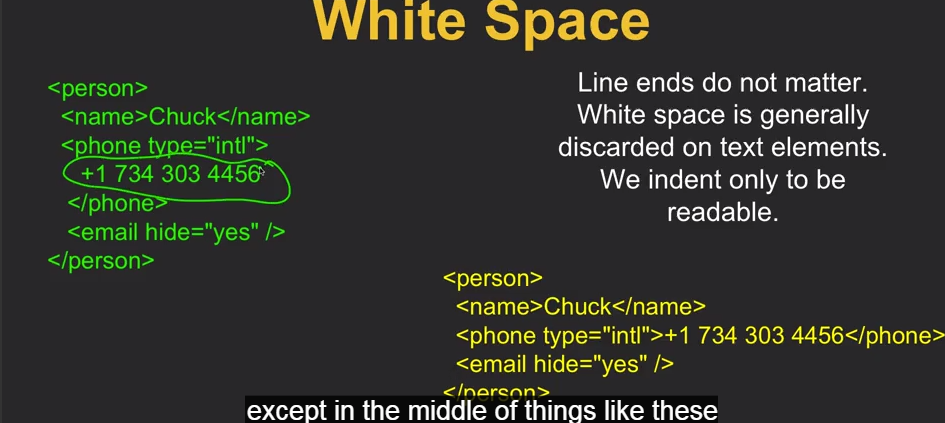 White Space
<person>
<name>Chuck</name>
<phone type="intl">
+1 734 303 4456
</phone>
<email hide="yes" />
</person>
Line ends do not matter.
White space is generally
discarded on text elements.
We indent only to be
readable.
<person>
<name>Chuck</name>
<phone type="intl">+1 734 303 4456</phone>
<email hide="yes" />
</person>
except in the middle of things like these